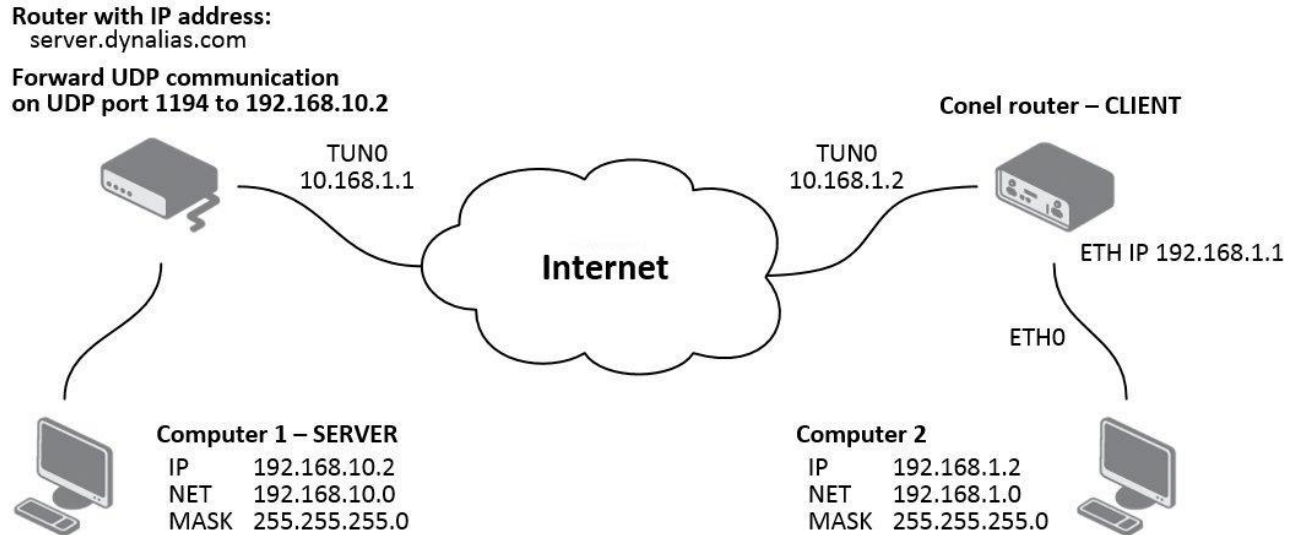 Router with IP address:
server.dynalias.com
Forward UDP communication
on UDP port 1194 to 192.168.10.2
Conel router – CLIENT
TUN0
10.168.1.1
TUN0
10.168.1.2
Internet
ETH IP 192.168.1.1
ETH0
Computer 1 – SERVER
IP 192.168.10.2
NET 192.168.10.0
MASK 255.255.255.0
Computer 2
IP 192.168.1.2
NET 192.168.1.0
MASK 255.255.255.0